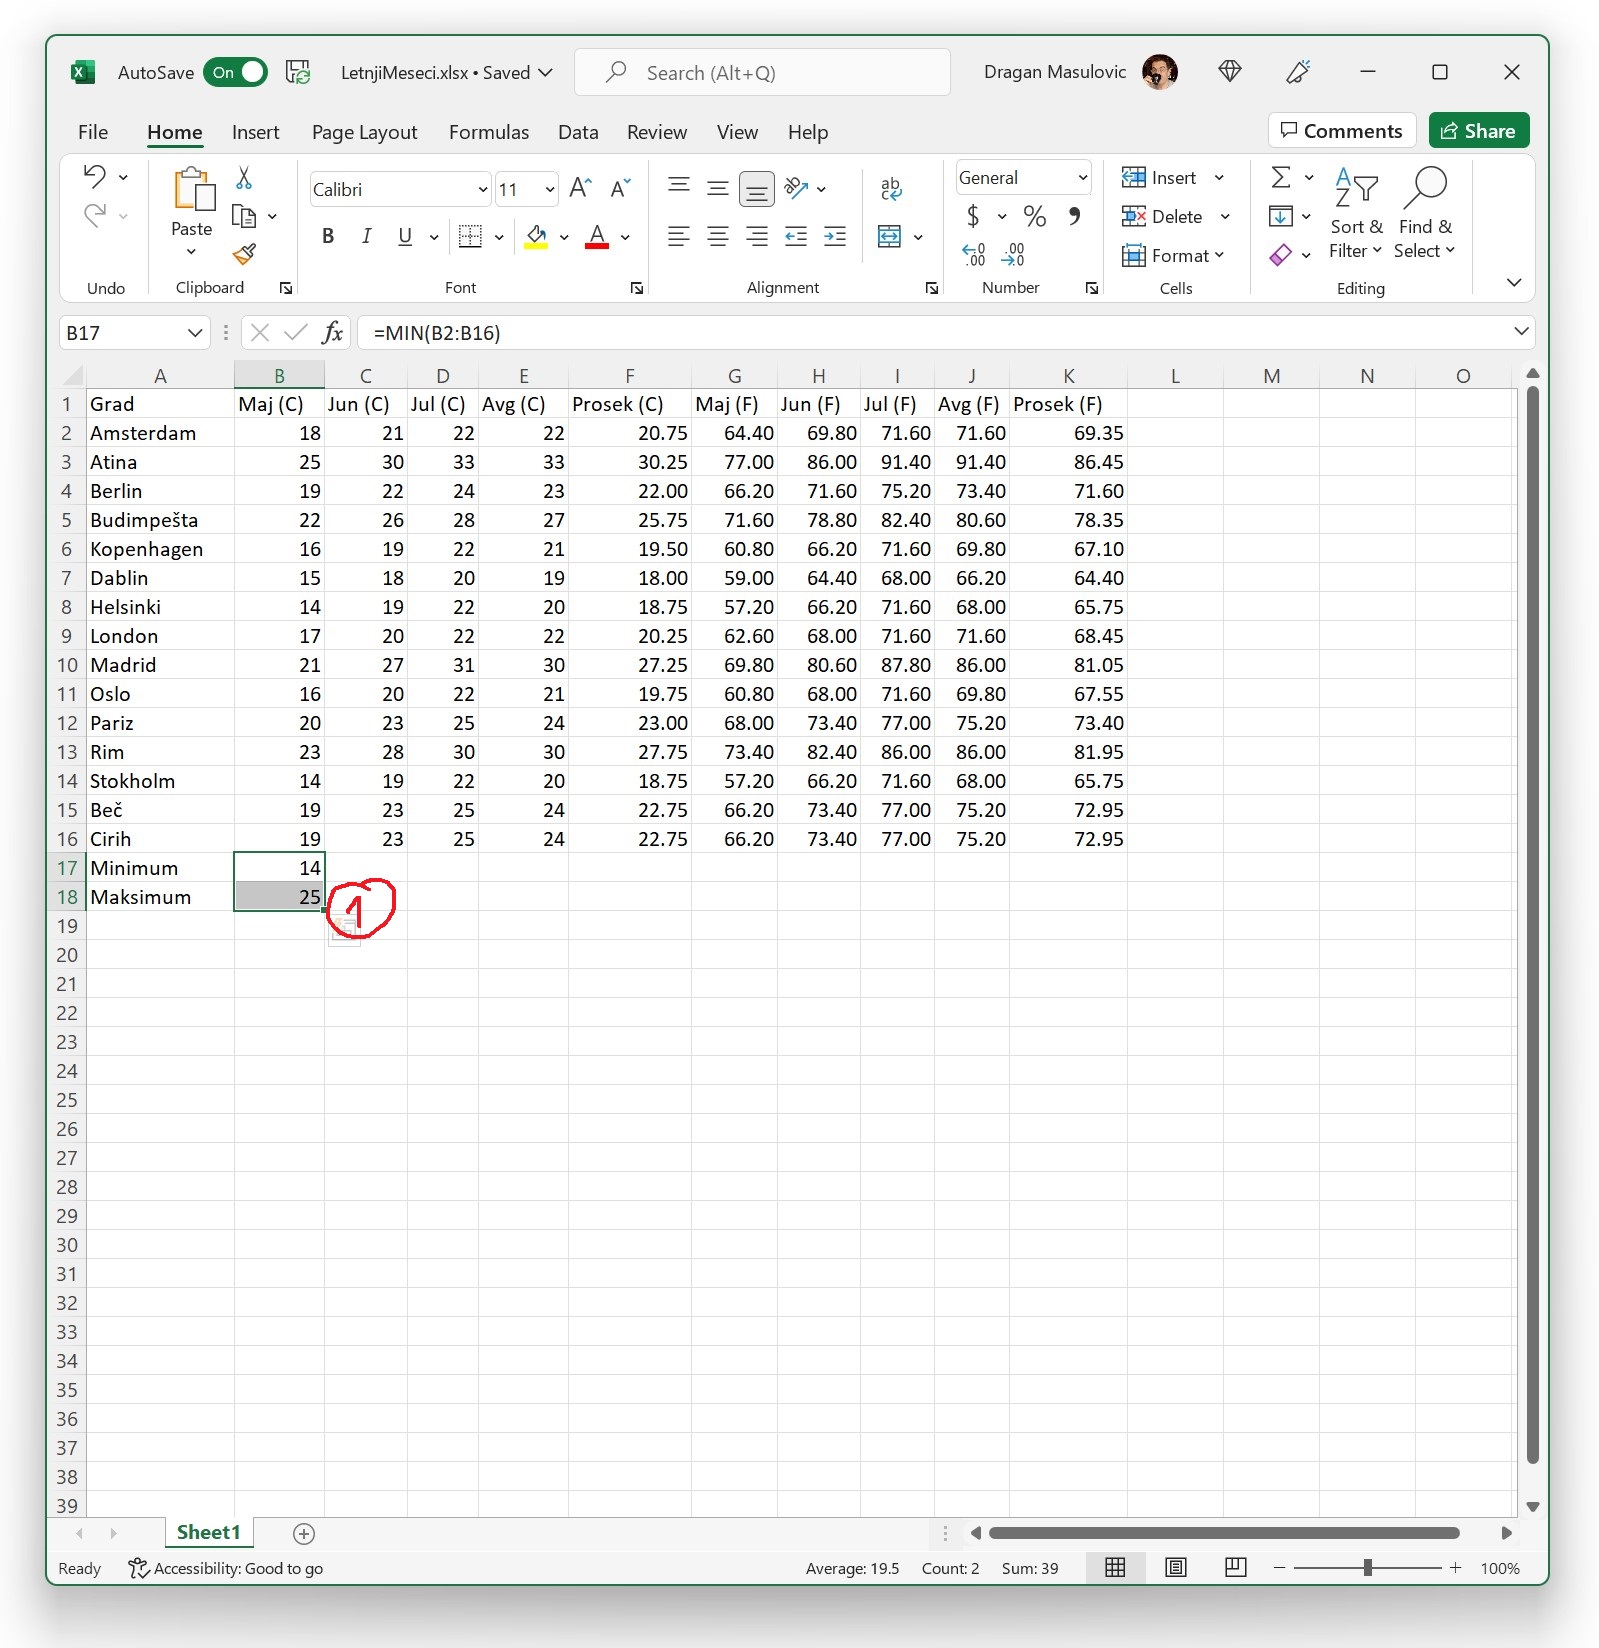 AutoSave On LetnjiMeseci.xlsx • Saved Search (Alt+Q) Dragan Masulovic
File Home Insert Page Layout Formulas Data Review View Help Comments Share
Paste
Calibri 11
B I U A
ab
General
$ % 9
.00 .00
Insert
Delete
Format
Sort & Filter
Find & Select
Undo Clipboard Font Alignment Number Cells Editing
B17 fx =MIN(B2:B16)
A B C D E F G H I J K L M N O
1 Grad Maj (C) Jun (C) Jul (C) Avg (C) Prosek (C) Maj (F) Jun (F) Jul (F) Avg (F) Prosek (F)
2 Amsterdam 18 21 22 22 20.75 64.40 69.80 71.60 71.60 69.35
3 Atina 25 30 33 33 30.25 77.00 86.00 91.40 91.40 86.45
4 Berlin 19 22 24 23 22.00 66.20 71.60 75.20 73.40 71.60
5 Budimpešta 22 26 28 27 25.75 71.60 78.80 82.40 80.60 78.35
6 Kopenhagen 16 19 22 21 19.50 60.80 66.20 71.60 69.80 67.10
7 Dablin 15 18 20 19 18.00 59.00 64.40 68.00 66.20 64.40
8 Helsinki 14 19 22 20 18.75 57.20 66.20 71.60 68.00 65.75
9 London 17 20 22 22 20.25 62.60 68.00 71.60 71.60 68.45
10 Madrid 21 27 31 30 27.25 69.80 80.60 87.80 86.00 81.05
11 Oslo 16 20 22 21 19.75 60.80 68.00 71.60 69.80 67.55
12 Pariz 20 23 25 24 23.00 68.00 73.40 77.00 75.20 73.40
13 Rim 23 28 30 30 27.75 73.40 82.40 86.00 86.00 81.95
14 Stokholm 14 19 22 20 18.75 57.20 66.20 71.60 68.00 65.75
15 Beč 19 23 25 24 22.75 66.20 73.40 77.00 75.20 72.95
16 Cirih 19 23 25 24 22.75 66.20 73.40 77.00 75.20 72.95
17 Minimum 14
18 Maksimum 25 1
19
20
21
22
23
24
25
26
27
28
29
30
31
32
33
34
35
36
37
38
39
Sheet1
Ready Accessibility: Good to go Average: 19.5 Count: 2 Sum: 39 100%